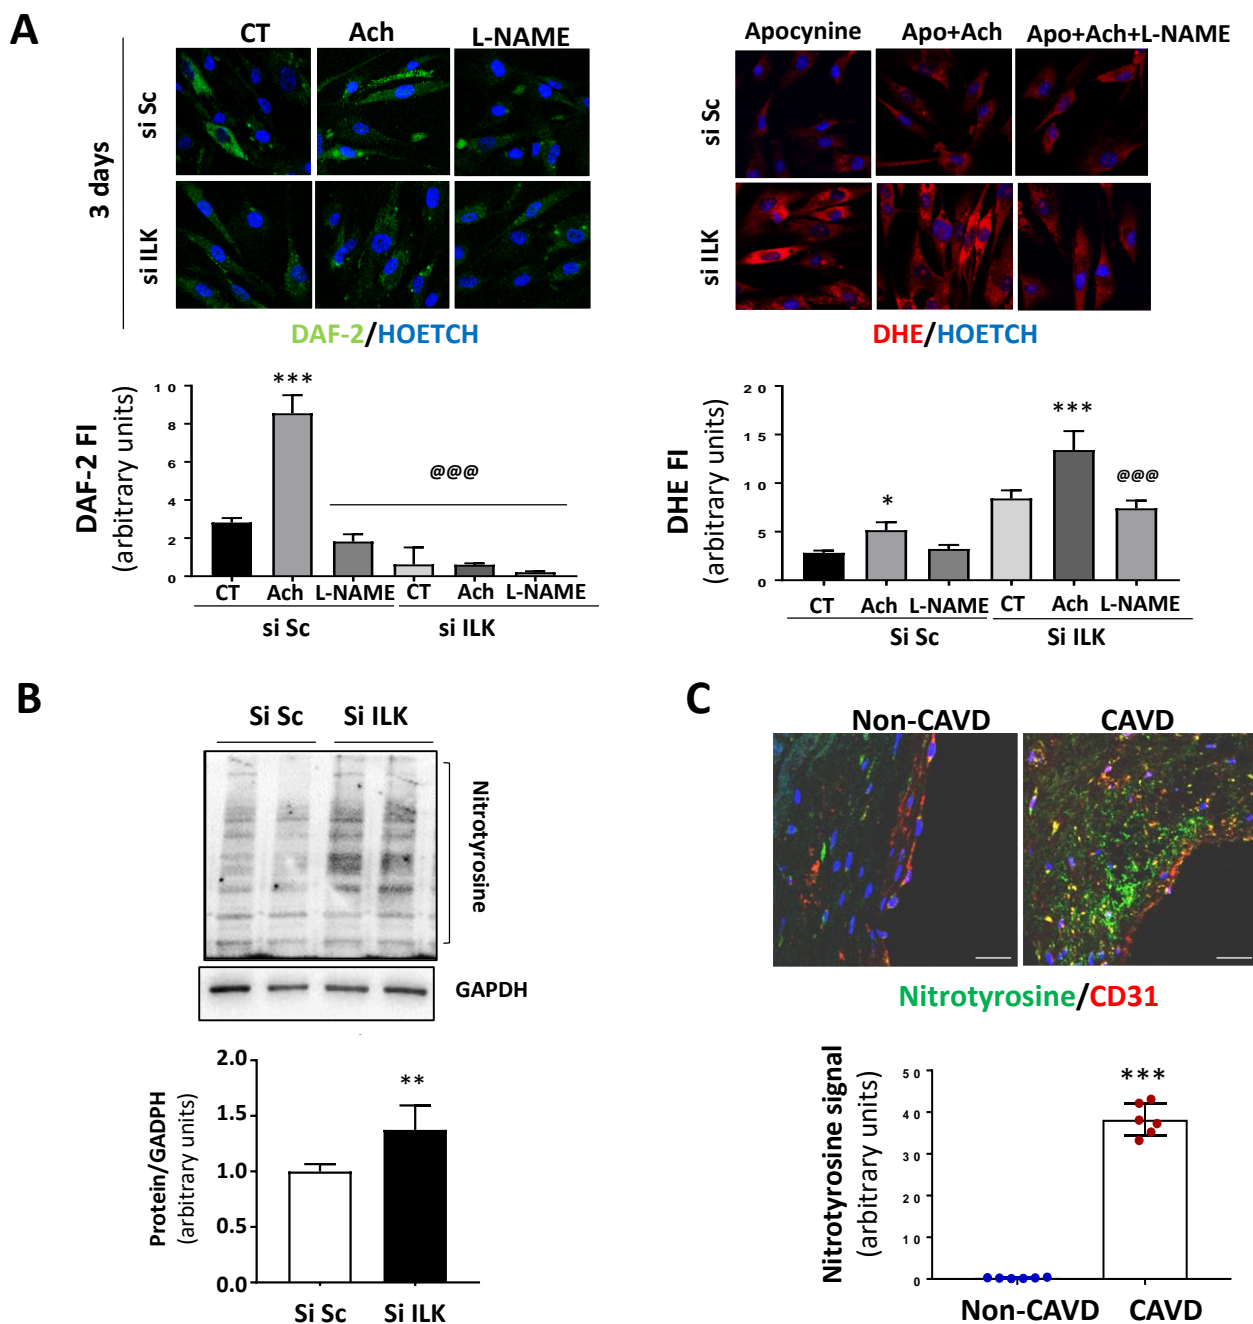 A
CT Ach L-NAME
3 days
si Sc
si ILK
DAF-2/HOETCH
Apocynine Apo+Ach Apo+Ach+L-NAME
si Sc
si ILK
DHE/HOETCH
DAF-2 FI
(arbitrary units)
10
8
6
4
2
0
***
@@@
CT Ach L-NAME CT Ach L-NAME
si Sc si ILK
DHE FI
(arbitrary units)
20
15
10
5
0
*
***
@@@
CT Ach L-NAME CT Ach L-NAME
Si Sc Si ILK
B
Si Sc Si ILK
Nitrotyrosine
GAPDH
Protein/GADPH
(arbitrary units)
2.0
1.5
1.0
0.5
0.0
**
Si Sc Si ILK
C
Non-CAVD CAVD
Nitrotyrosine/CD31
Nitrotyrosine signal
(arbitrary units)
50
40
30
20
10
0
***
Non-CAVD CAVD